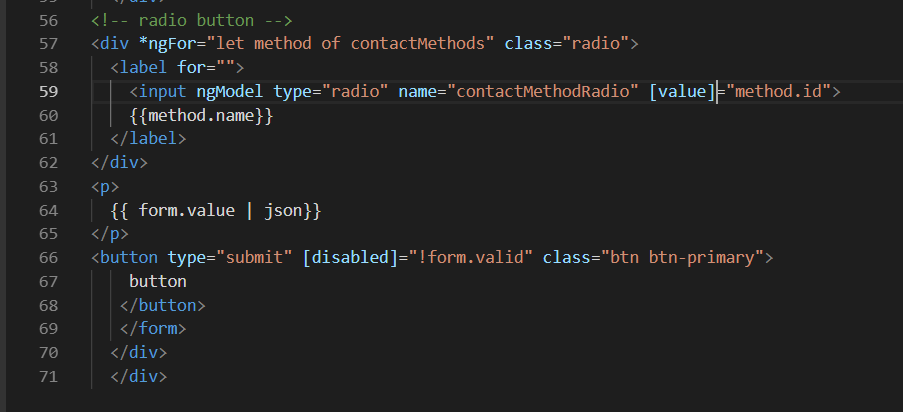 56 <!-- radio button -->
57 <div *ngFor="let method of contactMethods" class="radio">
58 <label for="">
59 <input ngModel type="radio" name="contactMethodRadio" [value]="method.id">
60 {{method.name}}
61 </label>
62 </div>
63 <p>
64 {{ form.value | json}}
65 </p>
66 <button type="submit" [disabled]="!form.valid" class="btn btn-primary">
67 button
68 </button>
69 </form>
70 </div>
71 </div>